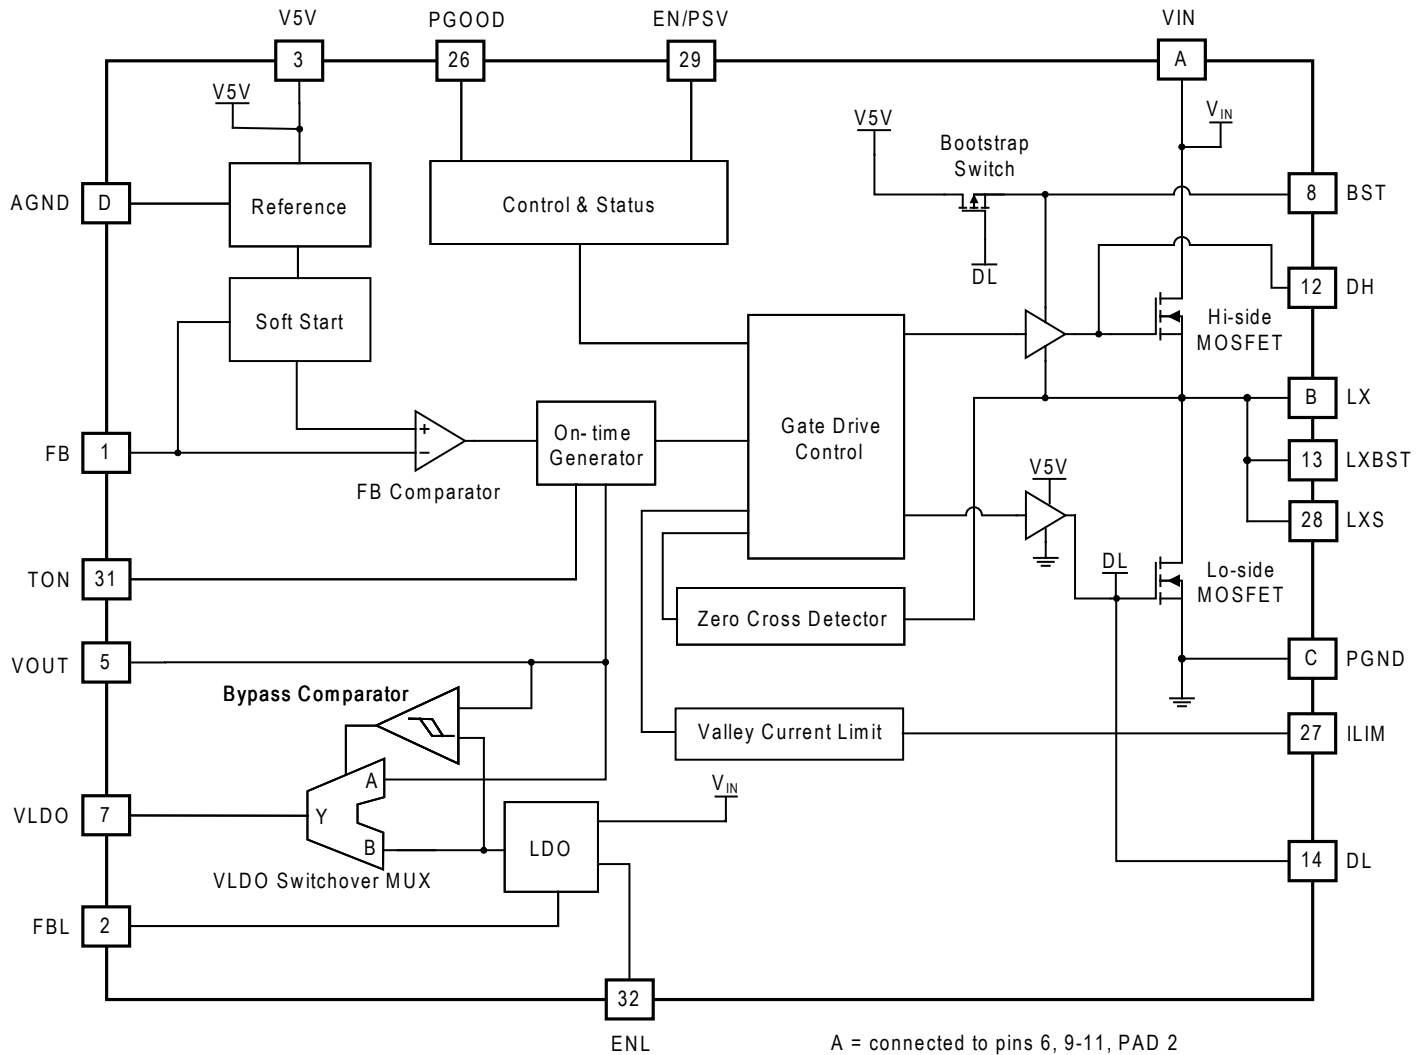 V5V
PGOOD
EN/PSV
VIN
3
26
29
A
V5V
V5V
VIN
Bootstrap
Switch
AGND
D
Reference
Control & Status
8
BST
DL
12
DH
Soft Start
Hi-side
MOSFET
B
LX
FB
1
+
−
On-time
Generator
Gate Drive
Control
13
LXBST
FB Comparator
V5V
28
LXS
TON
31
DL
Lo-side
MOSFET
Zero Cross Detector
VOUT
5
C
PGND
Bypass Comparator
Valley Current Limit
27
ILIM
A
VIN
VLDO
7
Y
B
LDO
14
DL
VLDO Switchover MUX
FBL
2
32
ENL
A = connected to pins 6, 9-11, PAD 2